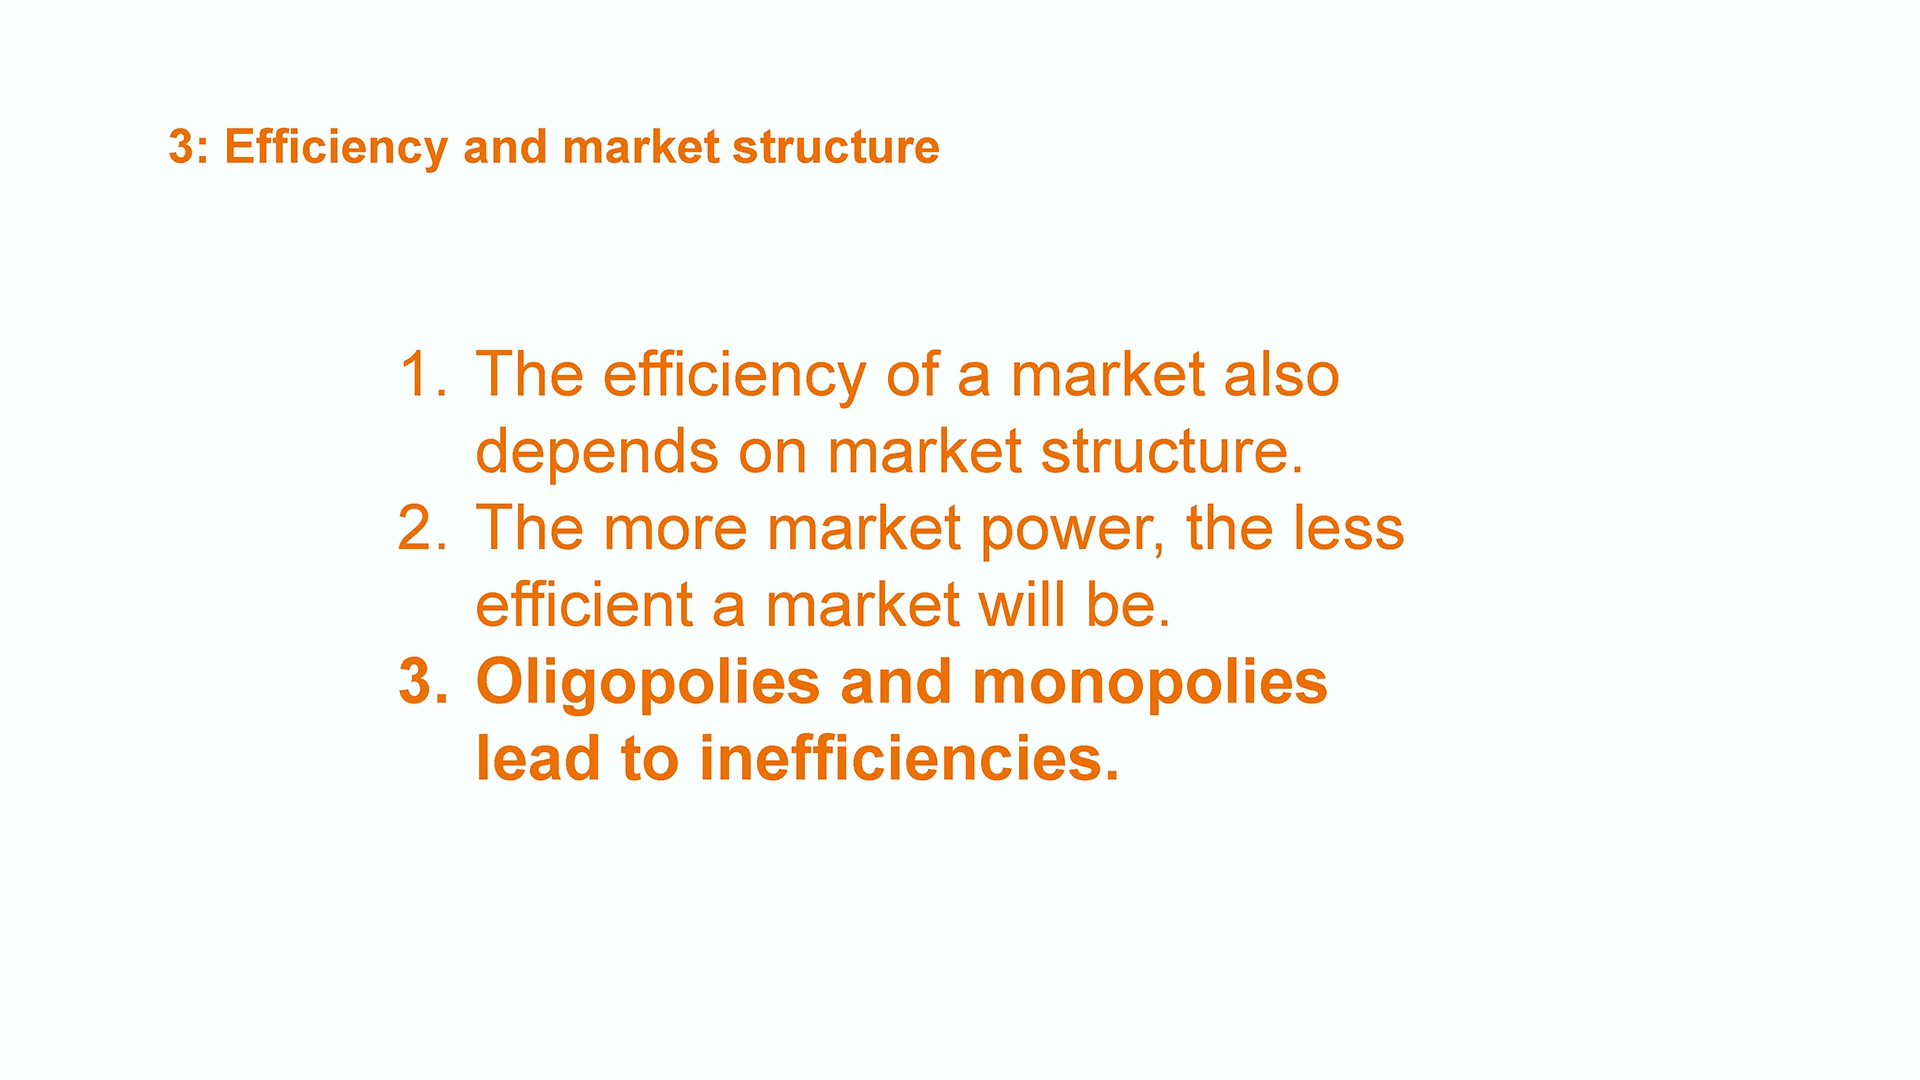 3: Efficiency and market structure
1. The efficiency of a market also
depends on market structure.
2. The more market power, the less
efficient a market will be.
3. Oligopolies and monopolies
lead to inefficiencies.